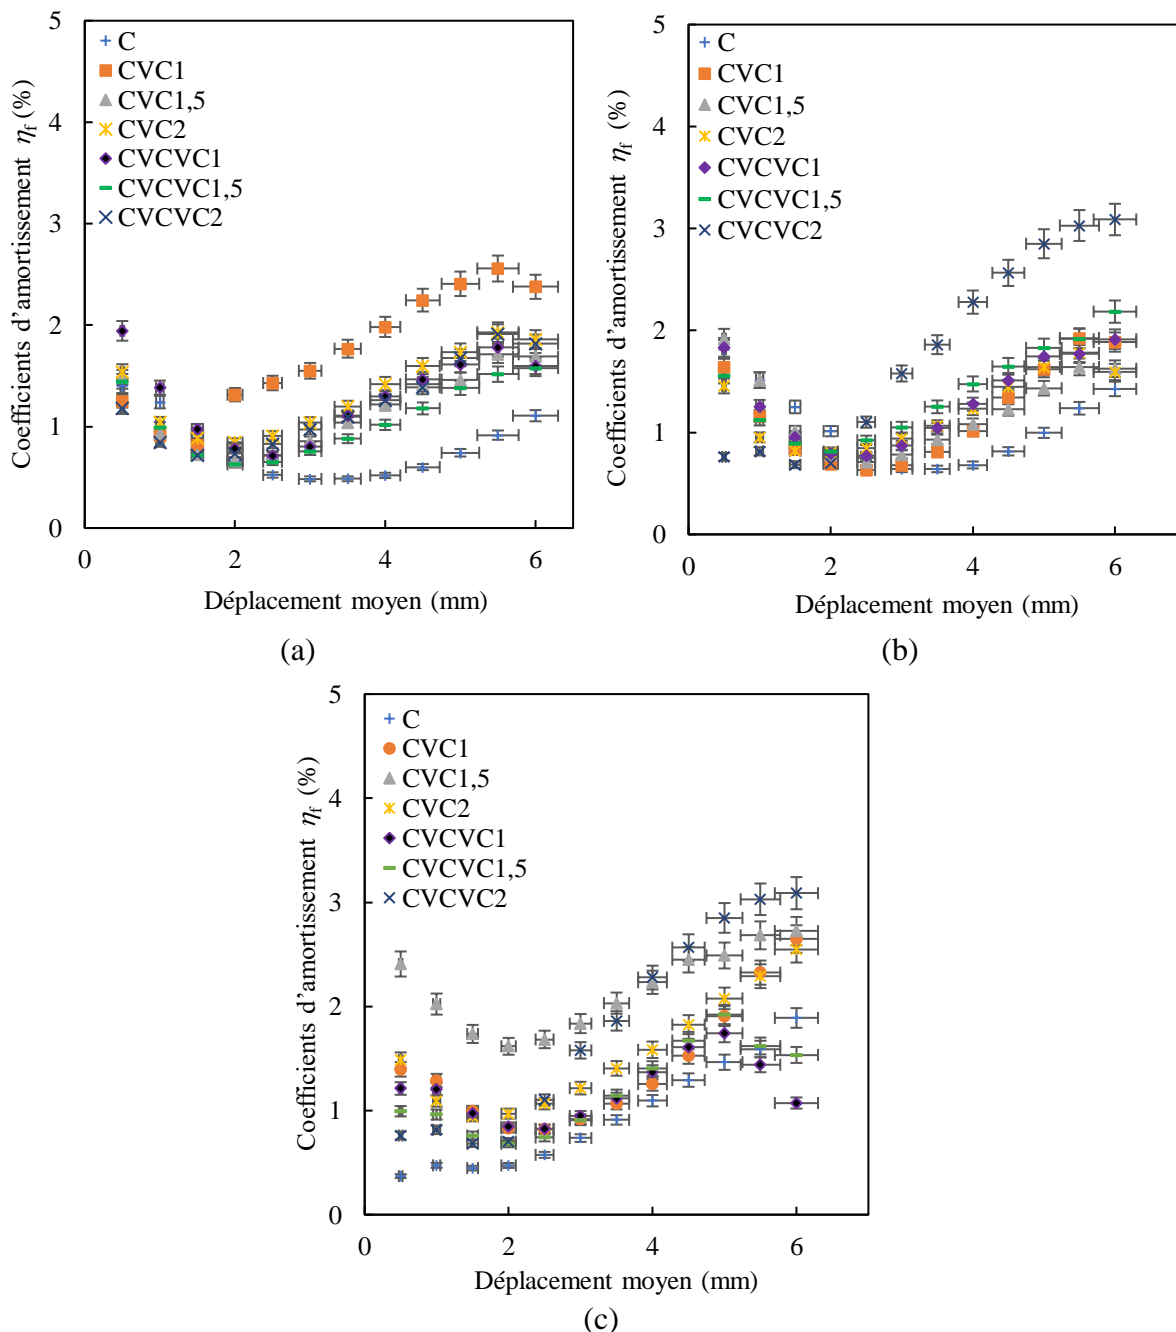 5
4
3
2
1
0
0
2
4
6
Coefficients d'amortissement ηf (%)
Déplacement moyen (mm)
C
CVC1
CVC1,5
CVC2
CVCVC1
CVCVC1,5
CVCVC2
(a)
5
4
3
2
1
0
0
2
4
6
Coefficients d'amortissement ηf (%)
Déplacement moyen (mm)
C
CVC1
CVC1,5
CVC2
CVCVC1
CVCVC1,5
CVCVC2
(b)
5
4
3
2
1
0
0
2
4
6
Coefficients d'amortissement ηf (%)
Déplacement moyen (mm)
C
CVC1
CVC1,5
CVC2
CVCVC1
CVCVC1,5
CVCVC2
(c)